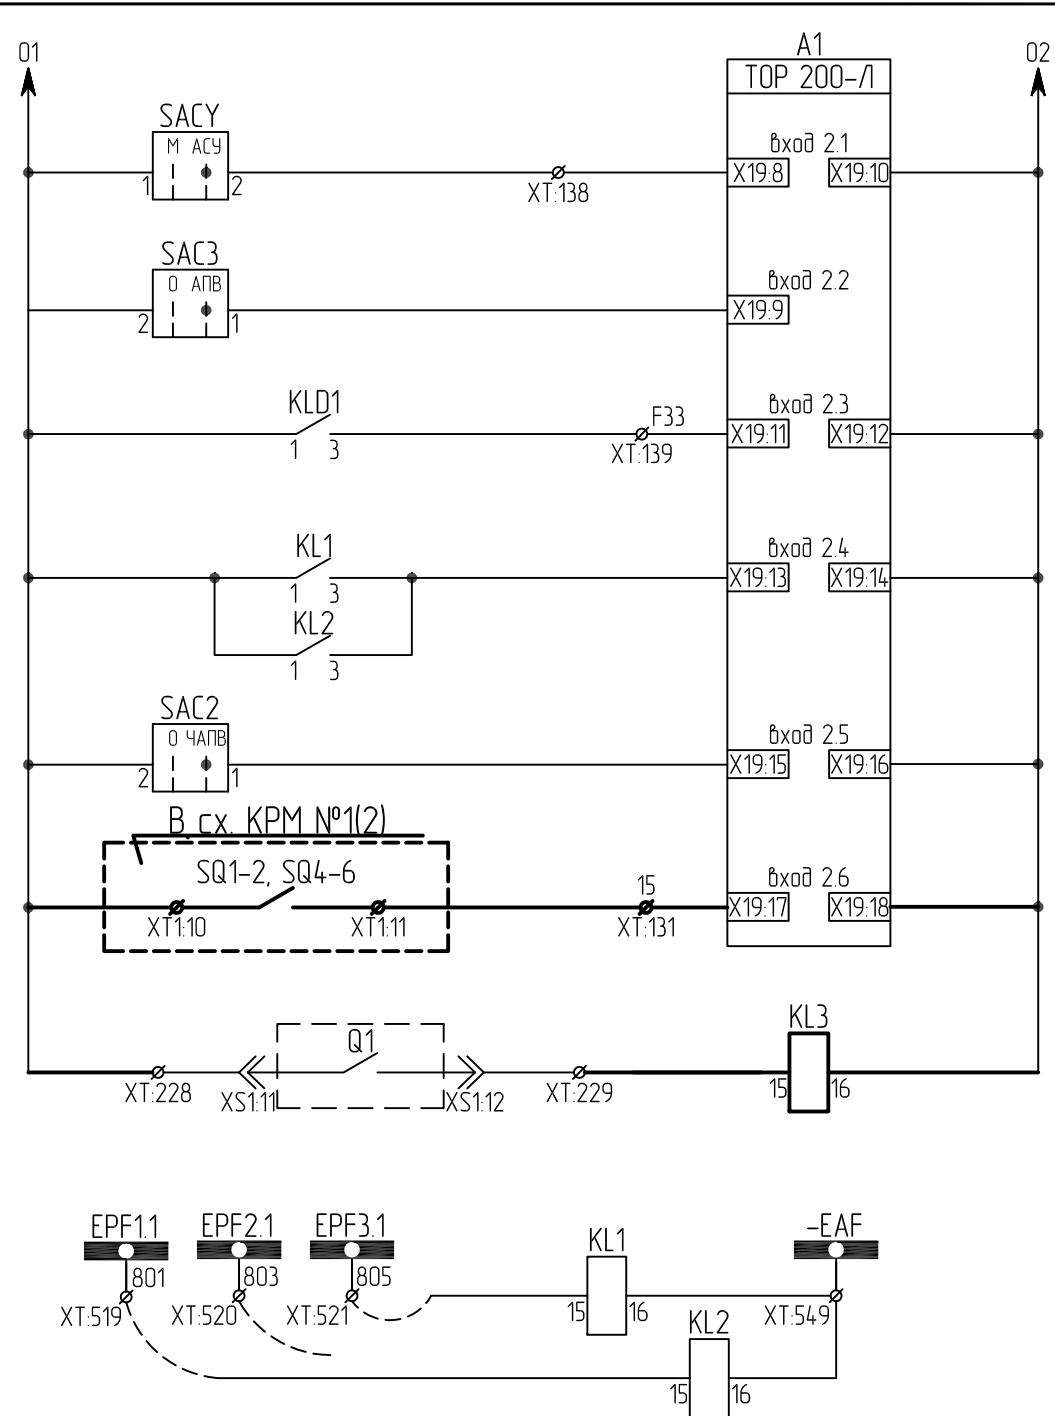 01 A1 02
ТОР 200-Л
SACY
М АСУ
1 2
XT:138
вход 2.1
X19:8 X19:10
SAC3
О АПВ
2 1
вход 2.2
X19:9
KLD1
1 3
F33
XT:139
вход 2.3
X19:11 X19:12
KL1
1 3
вход 2.4
X19:13 X19:14
KL2
1 3
SAC2
О ЧАПВ
2 1
вход 2.5
X19:15 X19:16
В сх. КРМ №1(2)
SQ1-2, SQ4-6
XT1:10 XT1:11
15
XT:131
вход 2.6
X19:17 X19:18
Q1
XT:228 XS1:11 XS1:12 XT:229
KL3
15 16
EPF1.1 EPF2.1 EPF3.1 -EAF
801 803 805
XT:519 XT:520 XT:521 XT:549
KL1
15 16
KL2
15 16